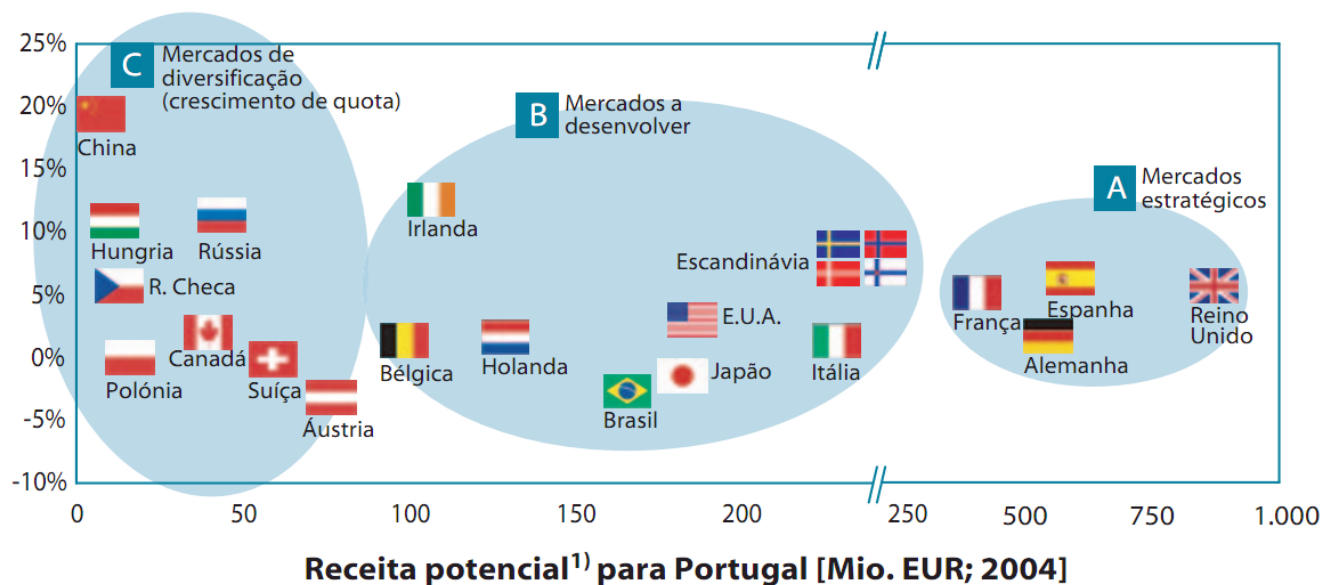 25%
20%
15%
10%
5%
0%
-5%
-10%
C
Mercados de
diversificação
(crescimento de quota)
China
Hungria
Rússia
R. Checa
Polónia
Canadá
Suíça
Áustria
B
Mercados a
desenvolver
Irlanda
Escandinávia
Bélgica
Holanda
E.U.A.
Japão
Brasil
Itália
A
Mercados
estratégicos
França
Espanha
Alemanha
Reino
Unido
0 50 100 150 200 250 500 750 1.000
Receita potencial¹⁾ para Portugal [Mio. EUR; 2004]